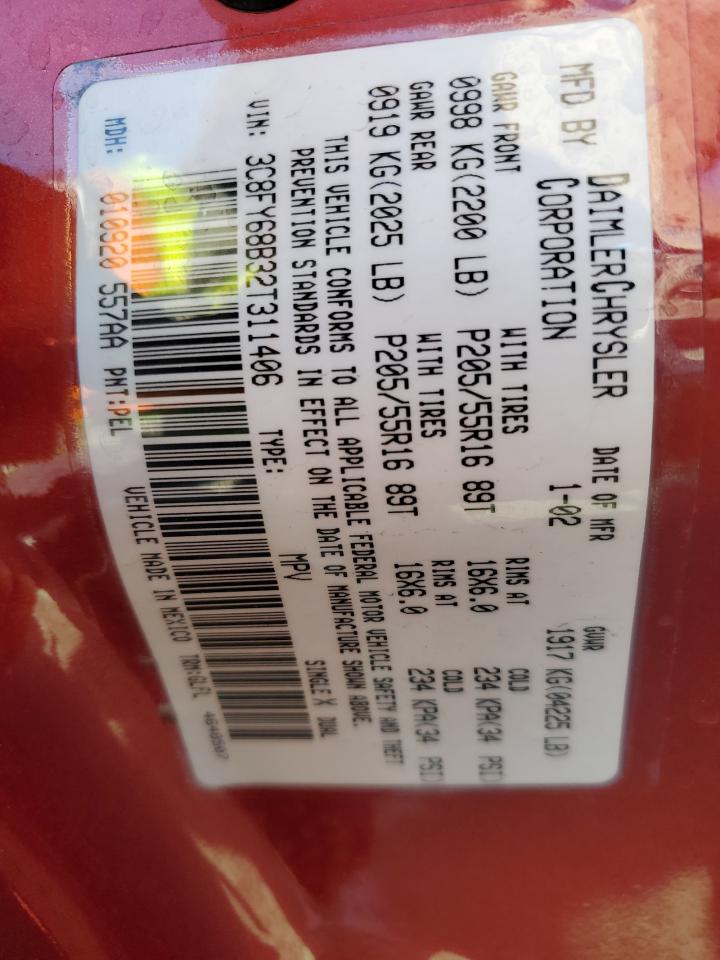 MFD BY DAIMLERCHRYSLER CORPORATION
DATE OF MFR 1-02
GVWR 1917 KG(04225 LB)
GAWR FRONT WITH TIRES RIMS AT COLD
0998 KG(2200 LB) P205/55R16 89T 16X6.0 234 KPA(34 PSI)
GAWR REAR WITH TIRES RIMS AT COLD
0919 KG(2025 LB) P205/55R16 89T 16X6.0 234 KPA(34 PSI)
THIS VEHICLE CONFORMS TO ALL APPLICABLE FEDERAL MOTOR VEHICLE SAFETY AND THEFT
PREVENTION STANDARDS IN EFFECT ON THE DATE OF MANUFACTURE SHOWN ABOVE.
VIN: 3C8FY68B32T311406 TYPE: MPV SINGLE X DUAL
MDH: 010920 557AA PNT:PEL VEHICLE MADE IN MEXICO TRM:GLFL